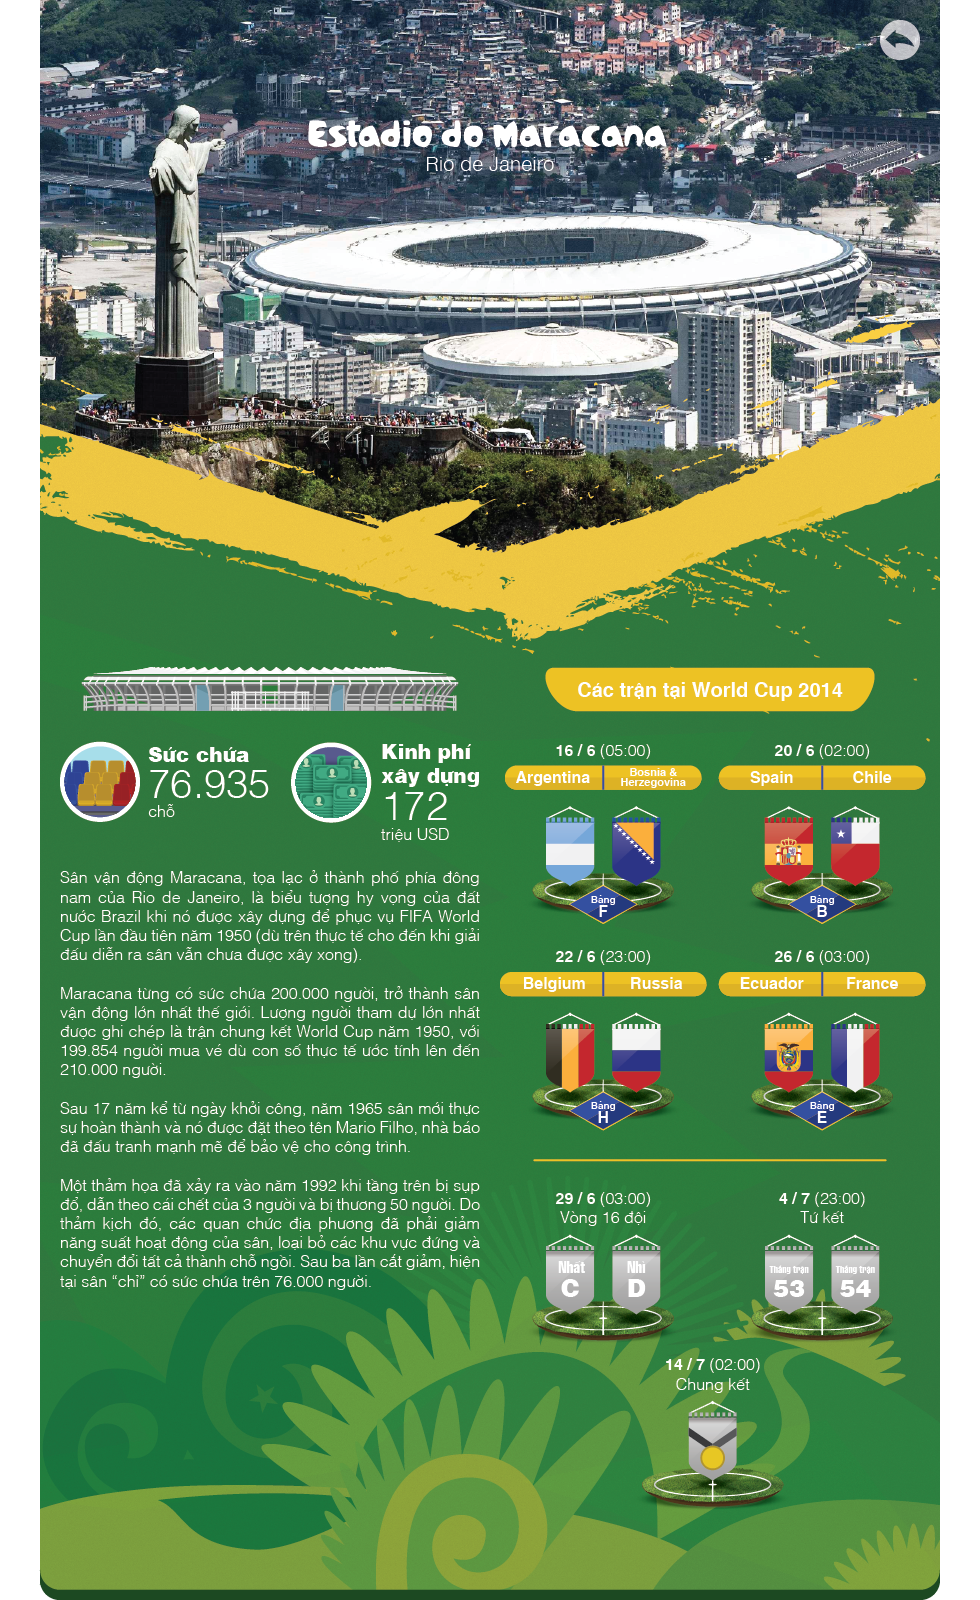 Estadio do Maracana
Rio de Janeiro
Sức chứa
76.935
chỗ
Kinh phí
xây dựng
172
triệu USD
Sân vận động Maracana, tọa lạc ở thành phố phía đông
nam của Rio de Janeiro, là biểu tượng hy vọng của đất
nước Brazil khi nó được xây dựng để phục vụ FIFA World
Cup lần đầu tiên năm 1950 (dù trên thực tế cho đến khi giải
đấu diễn ra sân vẫn chưa được xây xong).
Maracana từng có sức chứa 200.000 người, trở thành sân
vận động lớn nhất thế giới. Lượng người tham dự lớn nhất
được ghi chép là trận chung kết World Cup năm 1950, với
199.854 người mua vé dù con số thực tế ước tính lên đến
210.000 người.
Sau 17 năm kể từ ngày khởi công, năm 1965 sân mới thực
sự hoàn thành và nó được đặt theo tên Mario Filho, nhà báo
đã đấu tranh mạnh mẽ để bảo vệ cho công trình.
Một thảm họa đã xảy ra vào năm 1992 khi tầng trên bị sụp
đổ, dẫn theo cái chết của 3 người và bị thương 50 người. Do
thảm kịch đó, các quan chức địa phương đã phải giảm
năng suất hoạt động của sân, loại bỏ các khu vực đứng và
chuyển đổi tất cả thành chỗ ngồi. Sau ba lần cắt giảm, hiện
tại sân “chỉ” có sức chứa trên 76.000 người.
Các trận tại World Cup 2014
16 / 6 (05:00)
Argentina
Bosnia &
Herzegovina
Bảng
F
20 / 6 (02:00)
Spain
Chile
Bảng
B
22 / 6 (23:00)
Belgium
Russia
Bảng
H
26 / 6 (03:00)
Ecuador
France
Bảng
E
29 / 6 (03:00)
Vòng 16 đội
Nhất
C
Nhì
D
4 / 7 (23:00)
Tứ kết
Thắng trận
53
Thắng trận
54
14 / 7 (02:00)
Chung kết